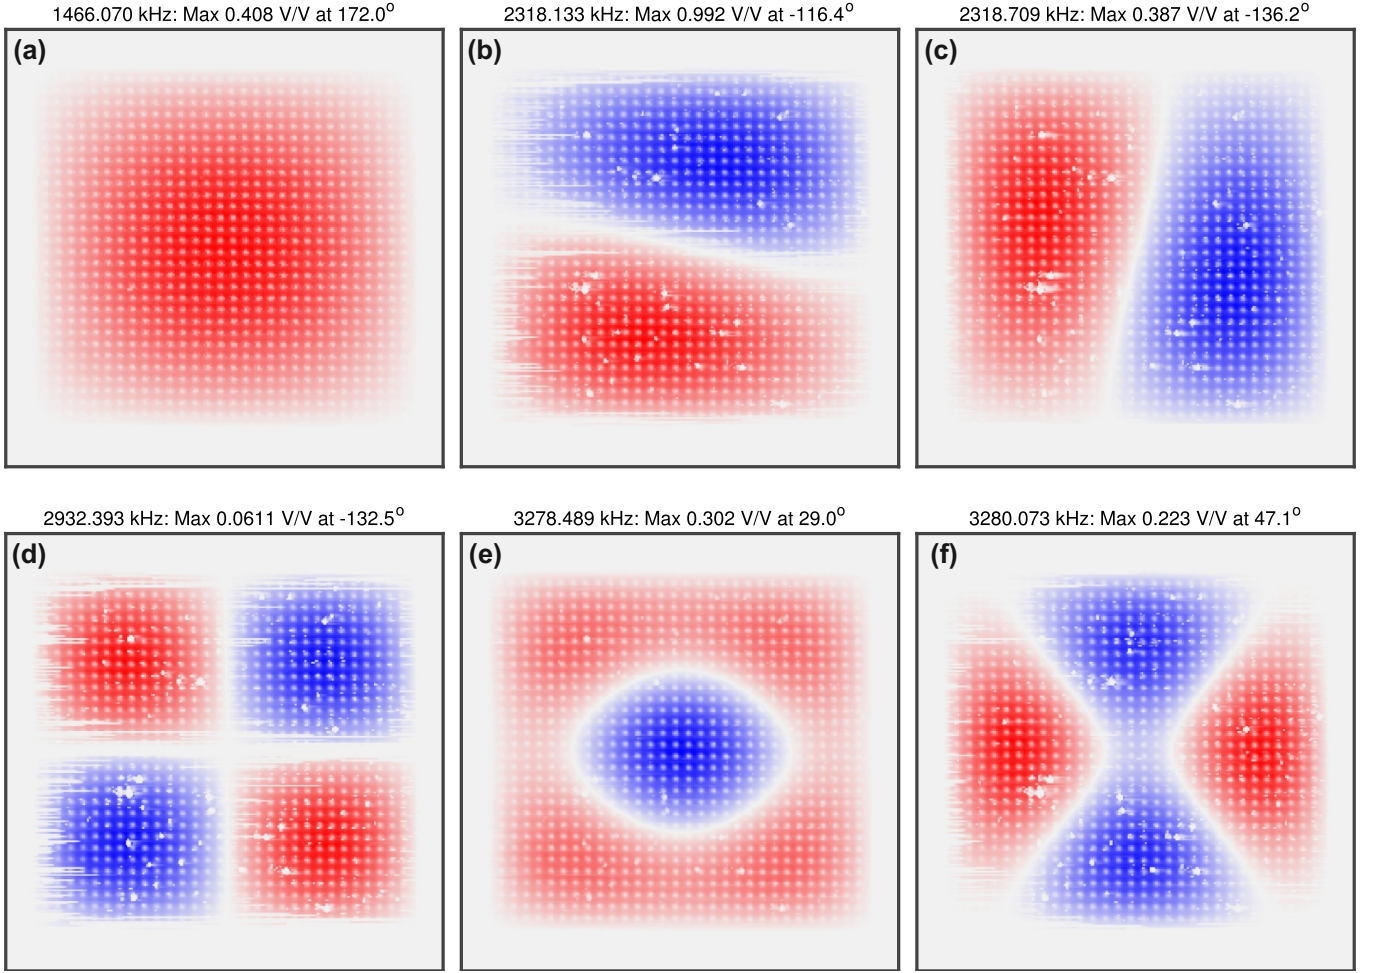 1466.070 kHz: Max 0.408 V/V at 172.0°
2318.133 kHz: Max 0.992 V/V at -116.4°
2318.709 kHz: Max 0.387 V/V at -136.2°
(a)
(b)
(c)
2932.393 kHz: Max 0.0611 V/V at -132.5°
3278.489 kHz: Max 0.302 V/V at 29.0°
3280.073 kHz: Max 0.223 V/V at 47.1°
(d)
(e)
(f)